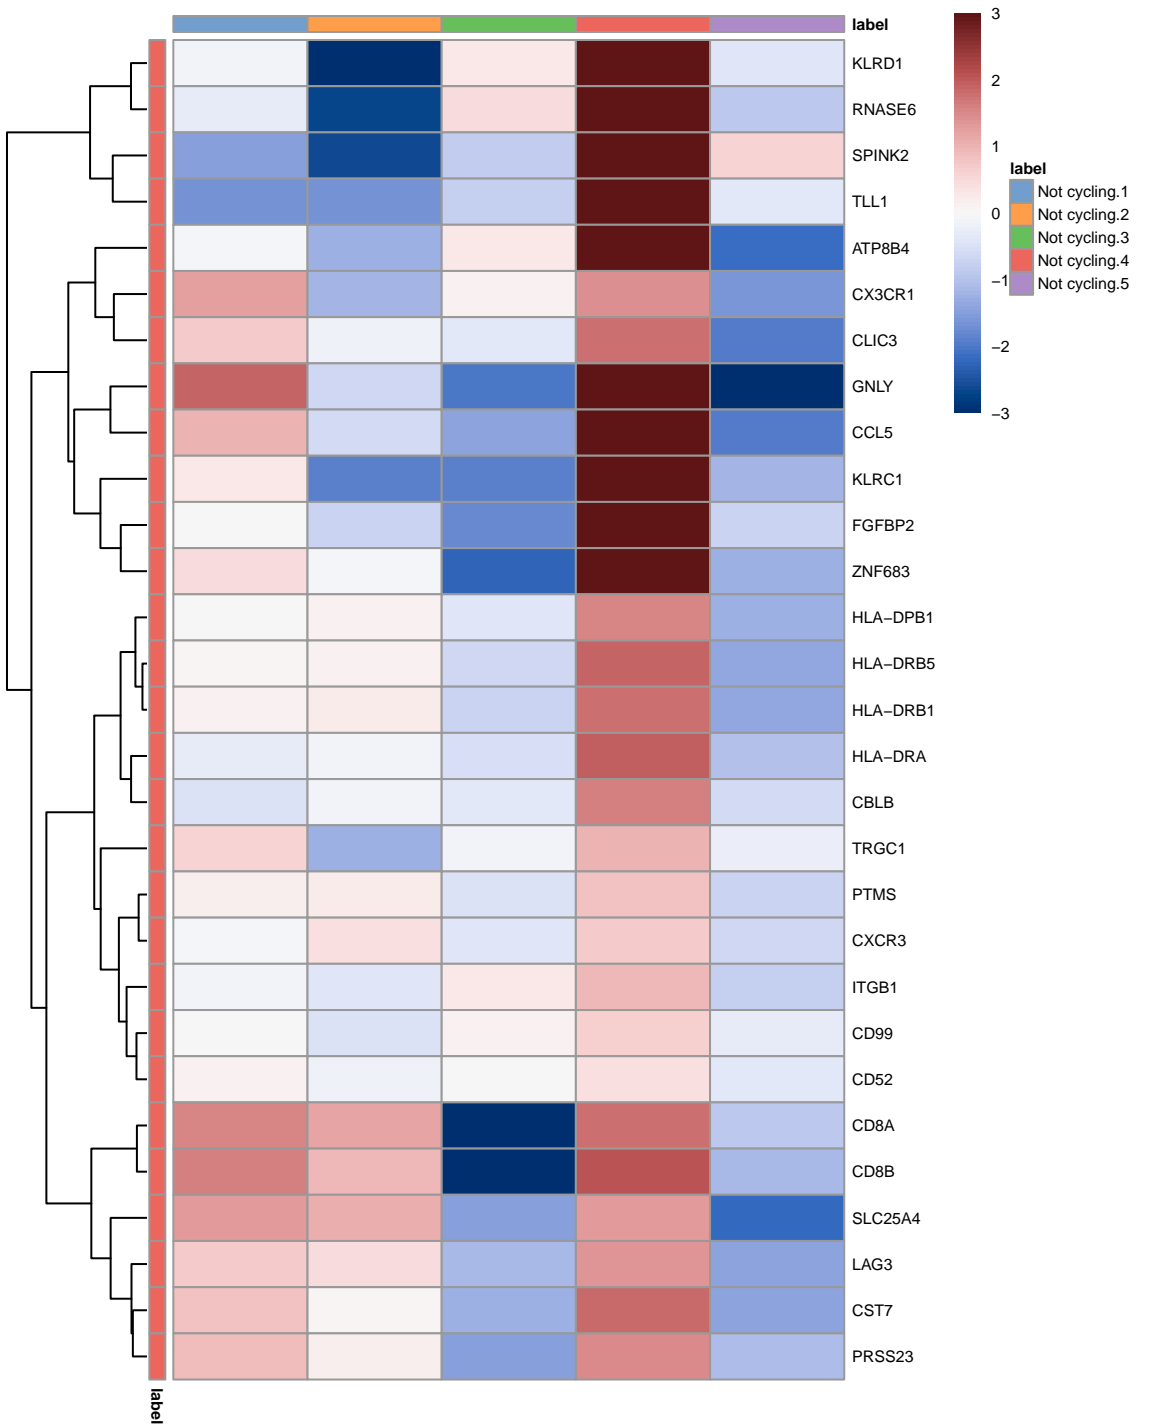 label
KLRD1
RNASE6
SPINK2
TLL1
ATP8B4
CX3CR1
CLIC3
GNLY
CCL5
KLRC1
FGFBP2
ZNF683
HLA−DPB1
HLA−DRB5
HLA−DRB1
HLA−DRA
CBLB
TRGC1
PTMS
CXCR3
ITGB1
CD99
CD52
CD8A
CD8B
SLC25A4
LAG3
CST7
PRSS23
label
3
2
1
0
−1
−2
−3
label
Not cycling.1
Not cycling.2
Not cycling.3
Not cycling.4
Not cycling.5